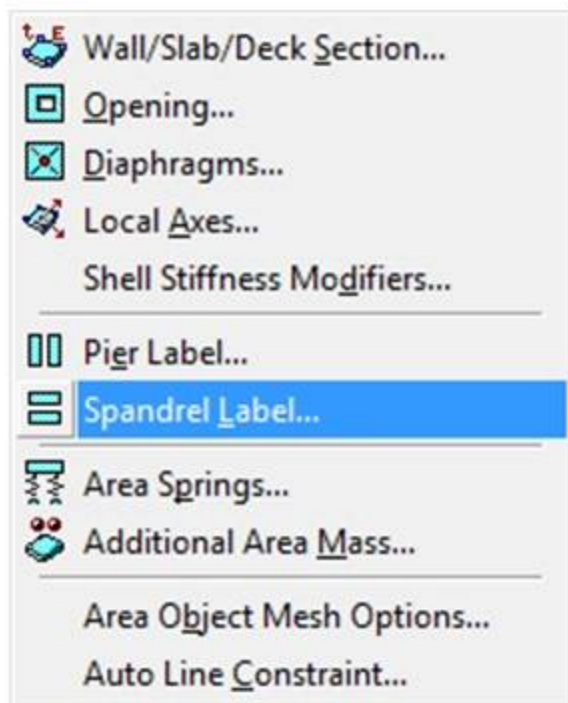 Wall/Slab/Deck Section...
Opening...
Diaphragms...
Local Axes...
Shell Stiffness Modifiers...
Pier Label...
Spandrel Label...
Area Springs...
Additional Area Mass...
Area Object Mesh Options...
Auto Line Constraint...